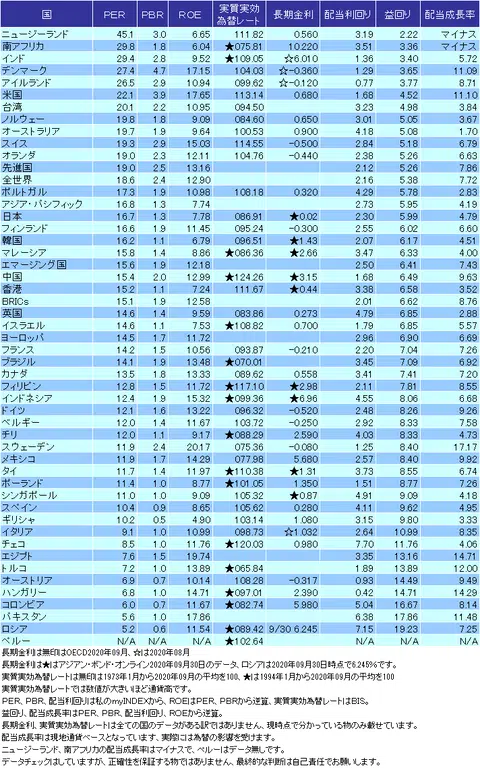 国 PER PBR ROE 実質実効為替レート 長期金利 配当利回り 益回り 配当成長率
ニュージーランド 45.1 3.0 6.65 111.82 0.560 3.19 2.22 マイナス
南アフリカ 29.8 1.8 6.04 ★075.81 10.220 3.51 3.36 マイナス
インド 29.4 2.8 9.52 ★109.05 ☆6.010 1.36 3.40 5.72
デンマーク 27.4 4.7 17.15 104.03 ☆-0.360 1.29 3.65 11.09
アイルランド 26.5 2.9 10.94 099.62 ☆-0.120 0.77 3.77 8.71
米国 22.1 3.9 17.65 113.14 0.680 1.68 4.52 11.10
台湾 20.1 2.2 10.95 094.50 3.23 4.98 3.84
ノルウェー 19.8 1.8 9.09 084.60 0.650 3.01 5.05 3.67
オーストラリア 19.7 1.9 9.64 100.53 0.900 4.18 5.08 1.70
スイス 19.3 2.9 15.03 114.55 -0.500 2.84 5.18 6.79
オランダ 19.0 2.3 12.11 104.76 -0.440 2.38 5.26 6.63
先進国 19.0 2.5 13.16 2.12 5.26 7.86
全世界 18.6 2.4 12.90 2.16 5.38 7.72
ポルトガル 17.3 1.9 10.98 108.18 0.320 4.29 5.78 2.83
アジア・パシフィック 16.8 1.3 7.74 2.73 5.95 4.19
日本 16.7 1.3 7.78 086.91 ★0.02 2.30 5.99 4.79
フィンランド 16.6 1.9 11.45 095.24 -0.300 2.55 6.02 6.60
韓国 16.2 1.1 6.79 096.51 ★1.43 2.07 6.17 4.51
マレーシア 15.8 1.4 8.86 ★086.36 ★2.66 3.47 6.33 4.00
エマージング国 15.6 1.9 12.18 2.50 6.41 7.43
中国 15.4 2.0 12.99 ★124.26 ★3.15 1.68 6.49 9.63
香港 15.2 1.1 7.24 111.67 ★0.44 3.38 6.58 3.52
BRICs 15.1 1.9 12.58 2.01 6.62 8.76
英国 14.6 1.4 9.59 083.86 0.273 4.79 6.85 2.88
イスラエル 14.6 1.1 7.53 ★108.82 0.700 1.79 6.85 5.57
ヨーロッパ 14.5 1.7 11.72 2.96 6.90 6.69
フランス 14.2 1.5 10.56 093.87 -0.210 2.20 7.04 7.26
ブラジル 14.1 1.9 13.48 ★070.01 3.45 7.09 6.92
カナダ 13.5 1.8 13.33 089.62 0.558 3.41 7.41 7.20
フィリピン 12.8 1.5 11.72 ★117.10 ★2.98 2.11 7.81 8.55
インドネシア 12.4 1.9 15.32 ★099.36 ★6.96 4.55 8.06 6.68
ドイツ 12.1 1.6 13.22 096.32 -0.520 2.48 8.26 9.26
ベルギー 12.0 1.4 11.67 103.72 -0.250 2.92 8.33 7.58
チリ 12.0 1.1 9.17 ★088.29 2.590 4.03 8.33 4.73
スウェーデン 11.9 2.4 20.17 075.36 -0.080 1.25 8.40 17.17
メキシコ 11.9 1.7 14.29 077.98 5.680 2.57 8.40 9.92
タイ 11.7 1.4 11.97 ★110.38 ★1.31 3.73 8.55 6.74
ポーランド 11.4 1.0 8.77 ★101.05 1.350 1.51 8.77 7.26
シンガポール 11.0 1.0 9.09 105.32 ★0.87 4.91 9.09 4.18
スペイン 10.4 0.9 8.65 105.62 0.280 4.11 9.62 4.95
ギリシャ 10.2 0.5 4.90 103.14 1.080 3.15 9.80 3.33
イタリア 9.1 1.0 10.99 098.73 ☆1.032 2.64 10.99 8.35
チェコ 8.5 1.0 11.76 ★120.03 0.980 7.70 11.76 4.06
エジプト 7.6 1.5 19.74 3.35 13.16 14.71
トルコ 7.2 1.0 13.89 ★065.84 1.89 13.89 12.00
オーストリア 6.9 0.7 10.14 108.28 -0.317 0.93 14.49 9.49
ハンガリー 6.8 1.0 14.71 ★097.01 2.390 0.42 14.71 14.29
コロンビア 6.0 0.7 11.67 ★082.74 5.980 5.04 16.67 8.14
パキスタン 5.6 1.0 17.86 6.38 17.86 11.48
ロシア 5.2 0.6 11.54 ★089.42 9/30 6.245 7.15 19.23 7.25
ペルー N/A N/A N/A ★102.64 N/A N/A N/A
長期金利は無印はOECD2020年09月、☆は2020年08月
長期金利は★はアジアン・ボンド・オンライン2020年09月30日のデータ、ロシアは2020年09月30日時点で6.245%です。
実質実効為替レートは無印は1973年1月から2020年09月の平均を100、★は1994年1月から2020年09月の平均を100
実質実効為替レートでは数値が大きいほど通貨高です。
PER、PBR、配当利回りは私のmyINDEXから、ROEはPER、PBRから逆算、実質実効為替レートはBIS。
益回り、配当成長率はPER、PBR、配当利回り、ROEから逆算。
長期金利、実質実効為替レートは全ての国のデータがある訳ではありません、現時点で分かっている物のみ載せています。
配当成長率は現地通貨ベースとなっています、実際には為替の影響を受けます。
ニュージーランド、南アフリカの配当成長率はマイナスで、ペルーはデータ無しです。
データチェックはしていますが、正確性を保証する物ではありません、最終的な判断は自己責任でお願いします。